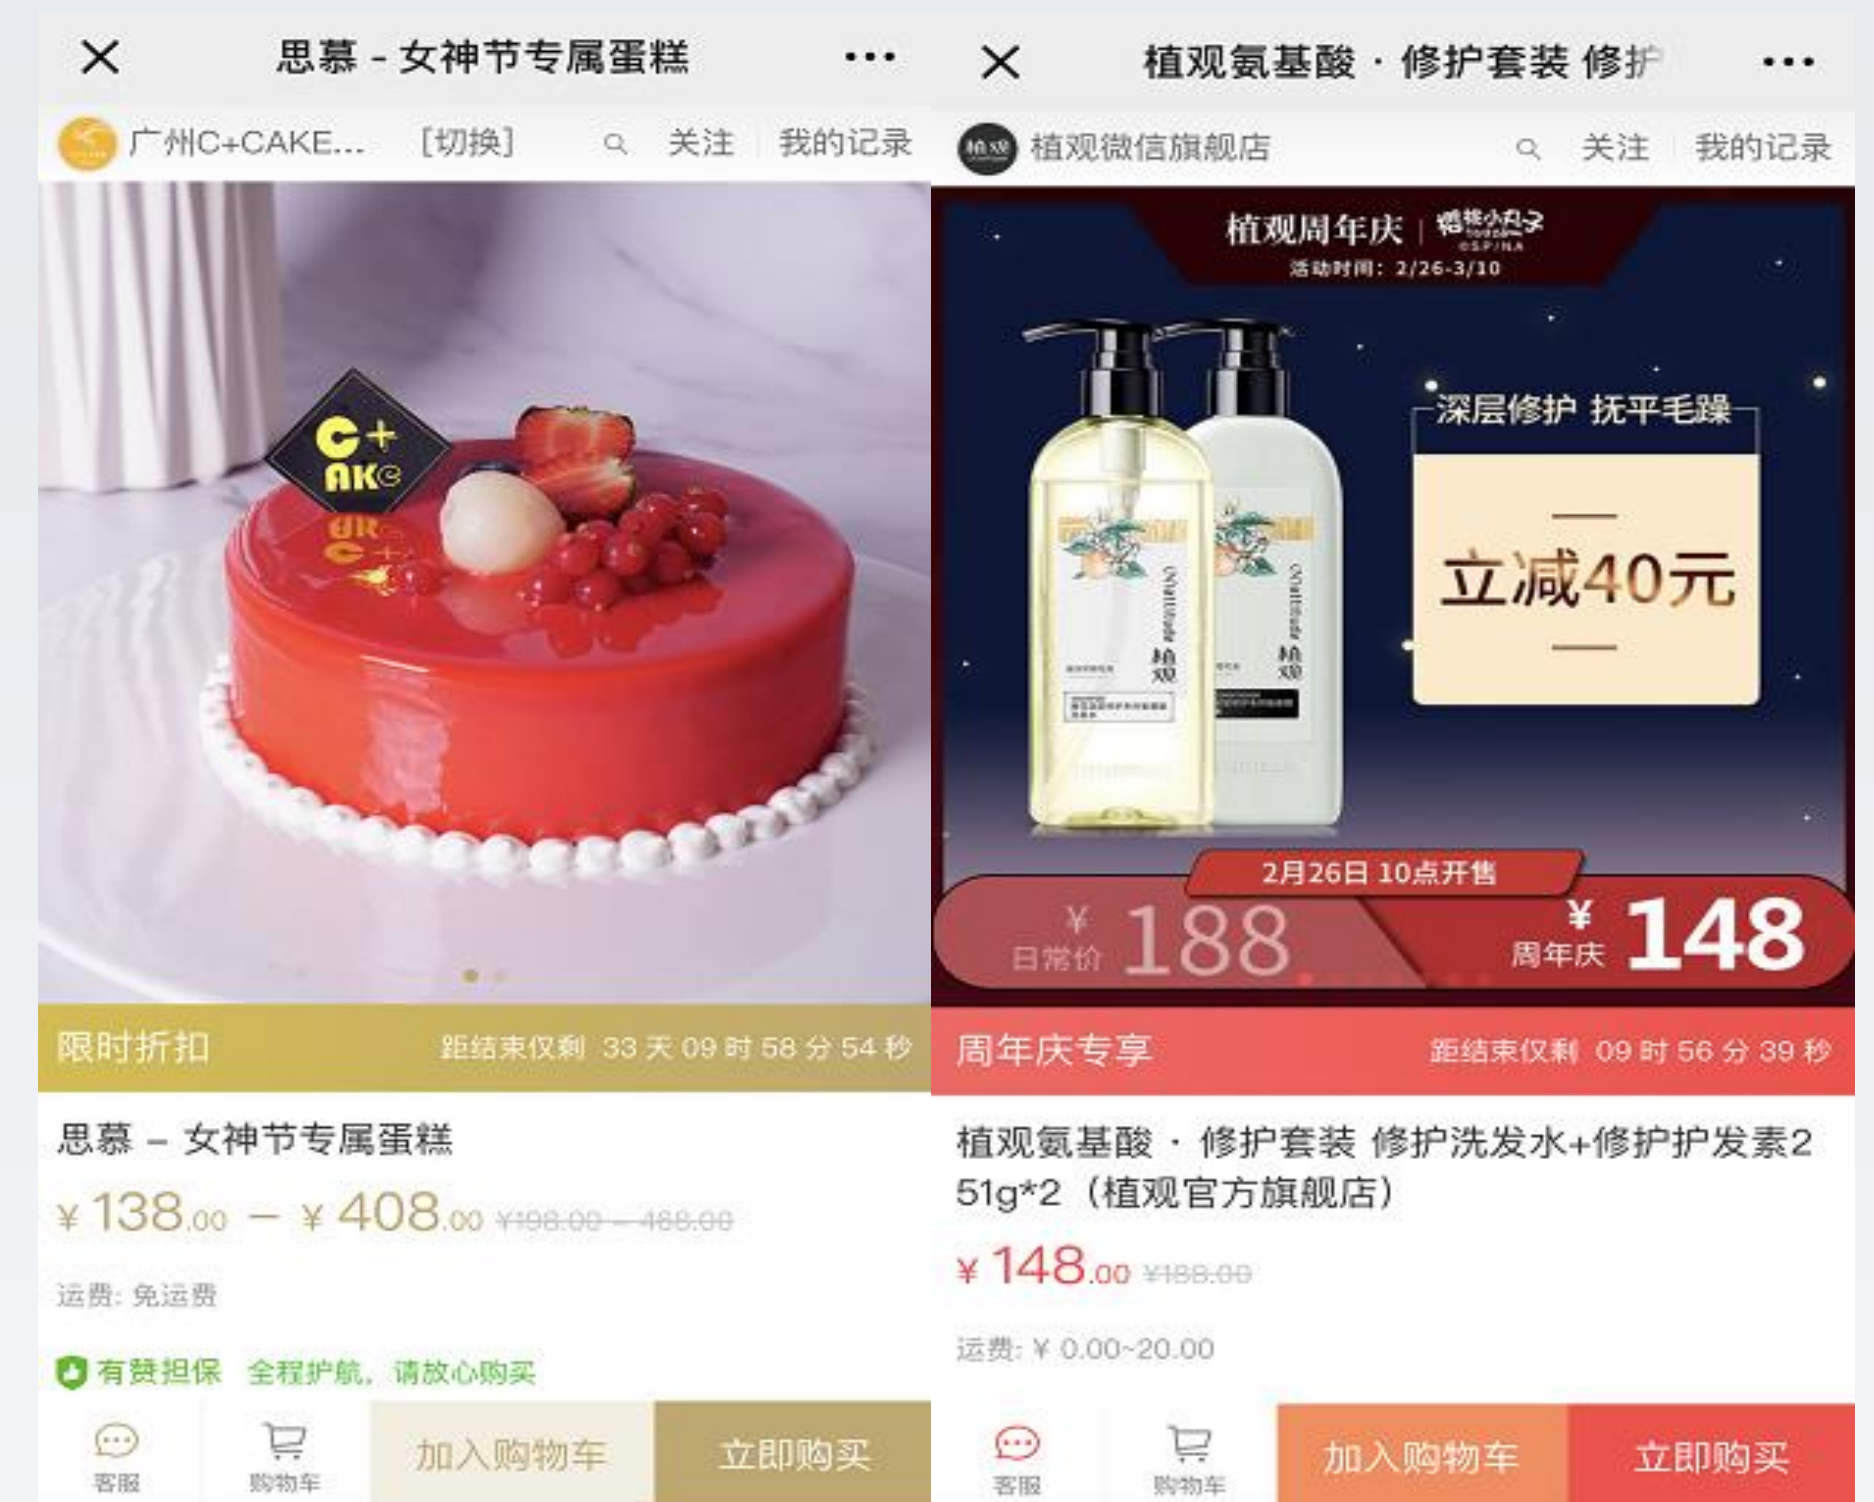 思慕 - 女神节专属蛋糕
广州C+CAKE... [切换] 关注 我的记录
C+
AKe
限时折扣 距结束仅剩 33 天 09 时 58 分 54 秒
思慕 – 女神节专属蛋糕
¥ 138.00 – ¥ 408.00 ¥198.00 – 468.00
运费: 免运费
有赞担保 全程护航，请放心购买
客服 购物车 加入购物车 立即购买
植观氨基酸 · 修护套装 修护
植观 植观微信旗舰店 关注 我的记录
植观周年庆 | 樱桃小丸子
活动时间：2/26-3/10
深层修护 抚平毛躁
立减40元
植观
植观
2月26日 10点开售
¥ 日常价 188
¥ 周年庆 148
周年庆专享 距结束仅剩 09 时 56 分 39 秒
植观氨基酸 · 修护套装 修护洗发水+修护护发素2
51g*2（植观官方旗舰店）
¥ 148.00 ¥188.00
运费: ¥ 0.00~20.00
客服 购物车 加入购物车 立即购买